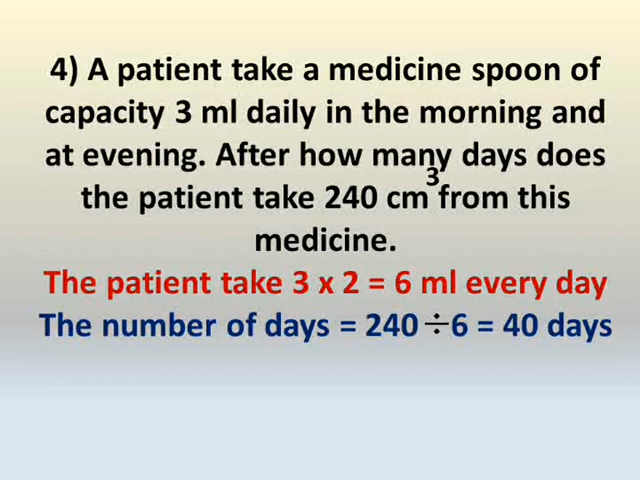 4) A patient take a medicine spoon of
capacity 3 ml daily in the morning and
at evening. After how many days does
the patient take 240 cm³ from this
medicine.
The patient take 3 x 2 = 6 ml every day
The number of days = 240 ÷ 6 = 40 days